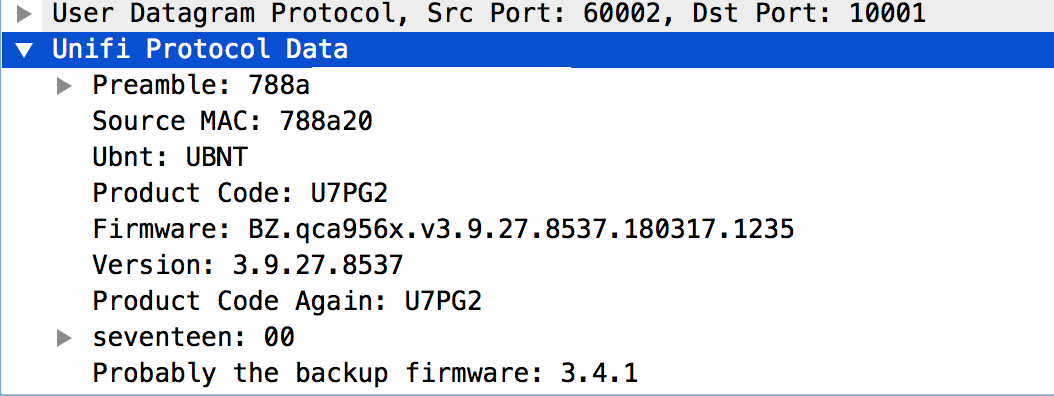 User Datagram Protocol, Src Port: 60002, Dst Port: 10001
Unifi Protocol Data
Preamble: 788a
Source MAC: 788a20
Ubnt: UBNT
Product Code: U7PG2
Firmware: BZ.qca956x.v3.9.27.8537.180317.1235
Version: 3.9.27.8537
Product Code Again: U7PG2
seventeen: 00
Probably the backup firmware: 3.4.1